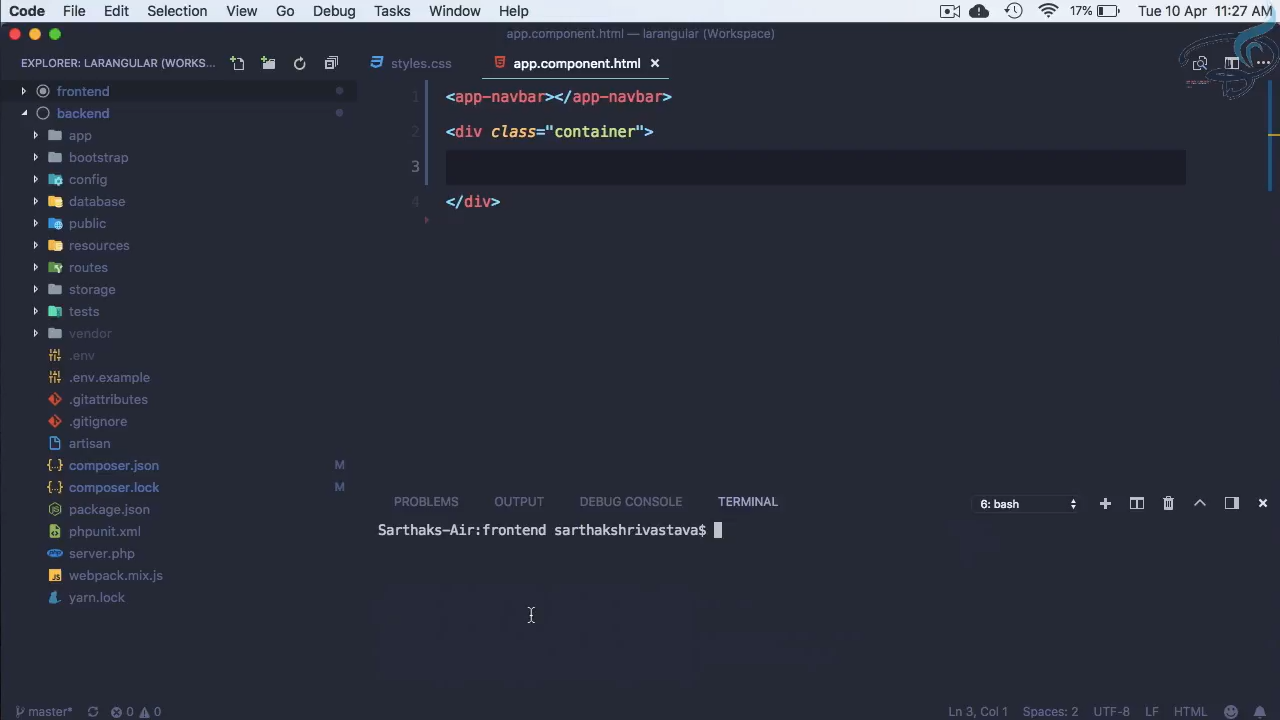 Code File Edit Selection View Go Debug Tasks Window Help 17% Tue 10 Apr 11:27 AM
app.component.html — larangular (Workspace)
EXPLORER: LARANGULAR (WORKS...
styles.css
app.component.html
frontend
backend
app
bootstrap
config
database
public
resources
routes
storage
tests
vendor
.env
.env.example
.gitattributes
.gitignore
artisan
composer.json M
composer.lock M
package.json
phpunit.xml
server.php
webpack.mix.js
yarn.lock
1 <app-navbar></app-navbar>
2 <div class="container">
3
4 </div>
PROBLEMS OUTPUT DEBUG CONSOLE TERMINAL 6: bash
Sarthaks-Air:frontend sarthakshrivastava$
master* 0 0 Ln 3, Col 1 Spaces: 2 UTF-8 LF HTML